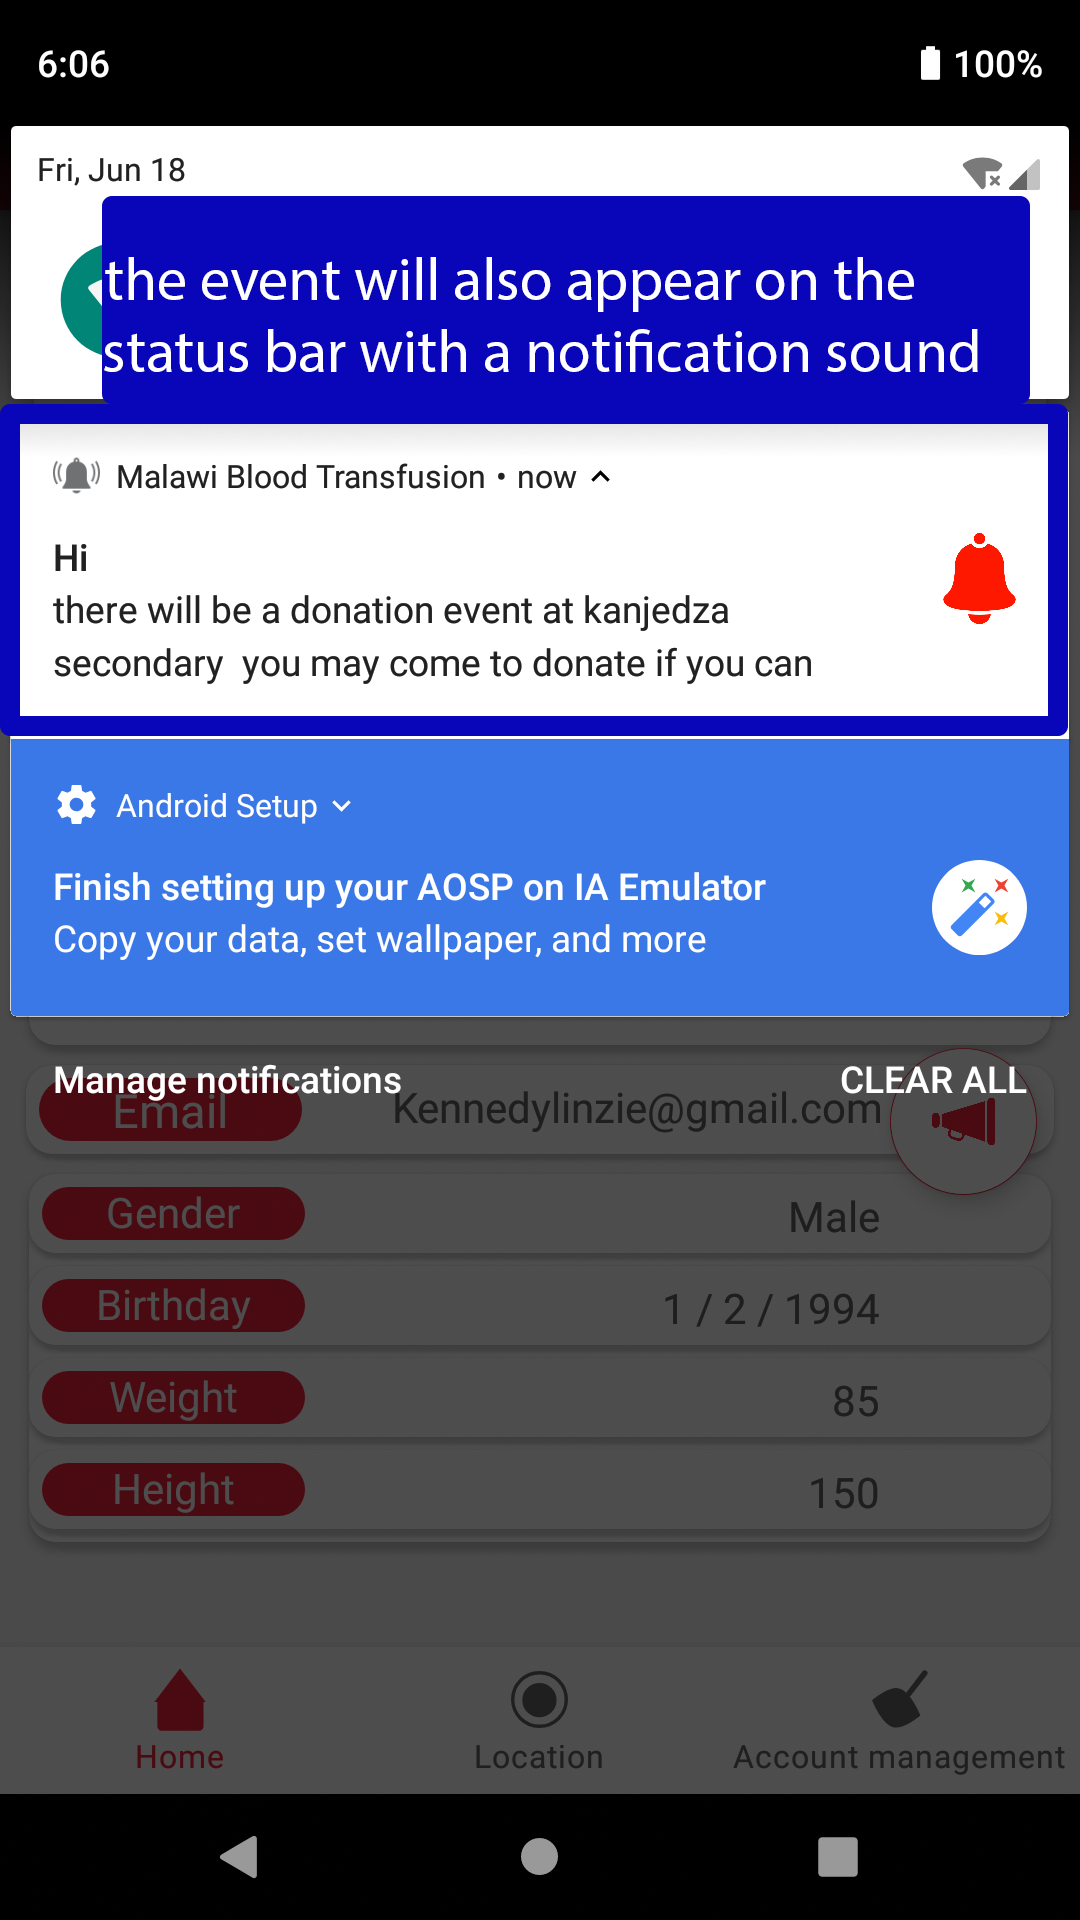 6:06
100%
Fri, Jun 18
the event will also appear on the
status bar with a notification sound
Malawi Blood Transfusion • now
Hi
there will be a donation event at kanjedza
secondary  you may come to donate if you can
Android Setup
Finish setting up your AOSP on IA Emulator
Copy your data, set wallpaper, and more
Manage notifications
CLEAR ALL
Email
Kennedylinzie@gmail.com
Gender
Male
Birthday
1 / 2 / 1994
Weight
85
Height
150
Home
Location
Account management